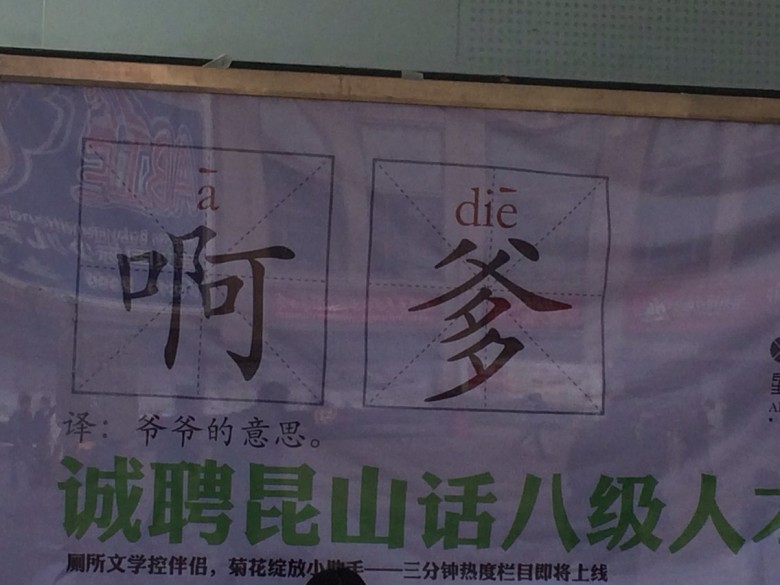 ā diē
啊 爹
译：爷爷的意思。
诚聘昆山话八级人才
厕所文学控伴侣，菊花绽放小助手——三分钟热度栏目即将上线